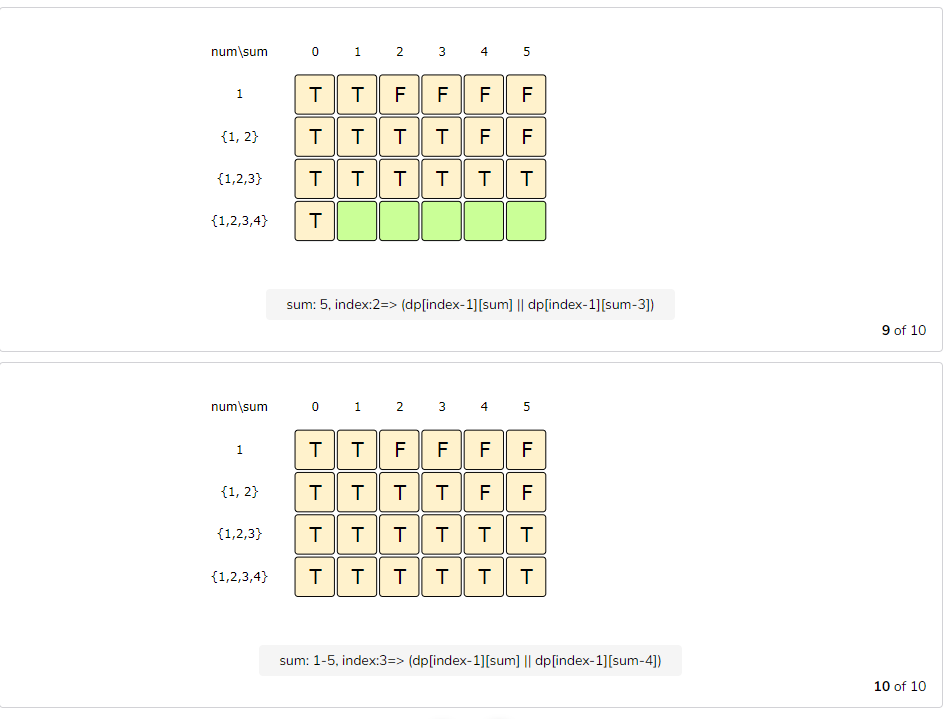 num\sum 0 1 2 3 4 5
1 T T F F F F
{1, 2} T T T T F F
{1,2,3} T T T T T T
{1,2,3,4} T
sum: 5, index:2=> (dp[index-1][sum] || dp[index-1][sum-3])
9 of 10
num\sum 0 1 2 3 4 5
1 T T F F F F
{1, 2} T T T T F F
{1,2,3} T T T T T T
{1,2,3,4} T T T T T T
sum: 1-5, index:3=> (dp[index-1][sum] || dp[index-1][sum-4])
10 of 10